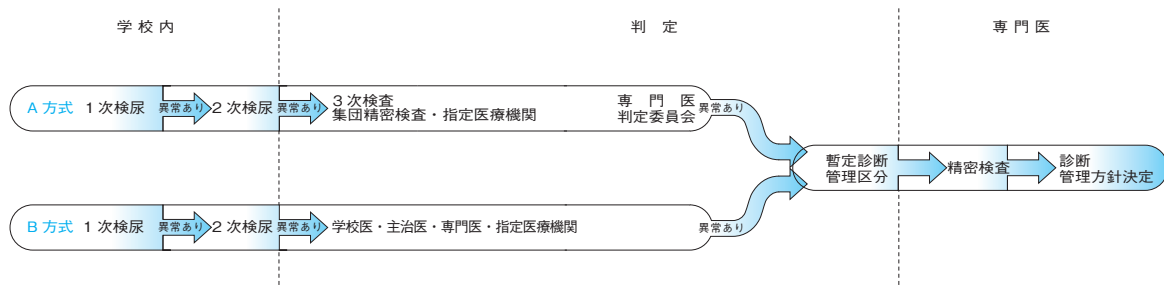 学校内
判定
専門医
A 方式 1 次検尿 異常あり 2 次検尿 異常あり 3 次検査
集団精密検査・指定医療機関
専門医
判定委員会
異常あり
暫定診断
管理区分
精密検査
診断
管理方針決定
B 方式 1 次検尿 異常あり 2 次検尿 異常あり 学校医・主治医・専門医・指定医療機関
異常あり